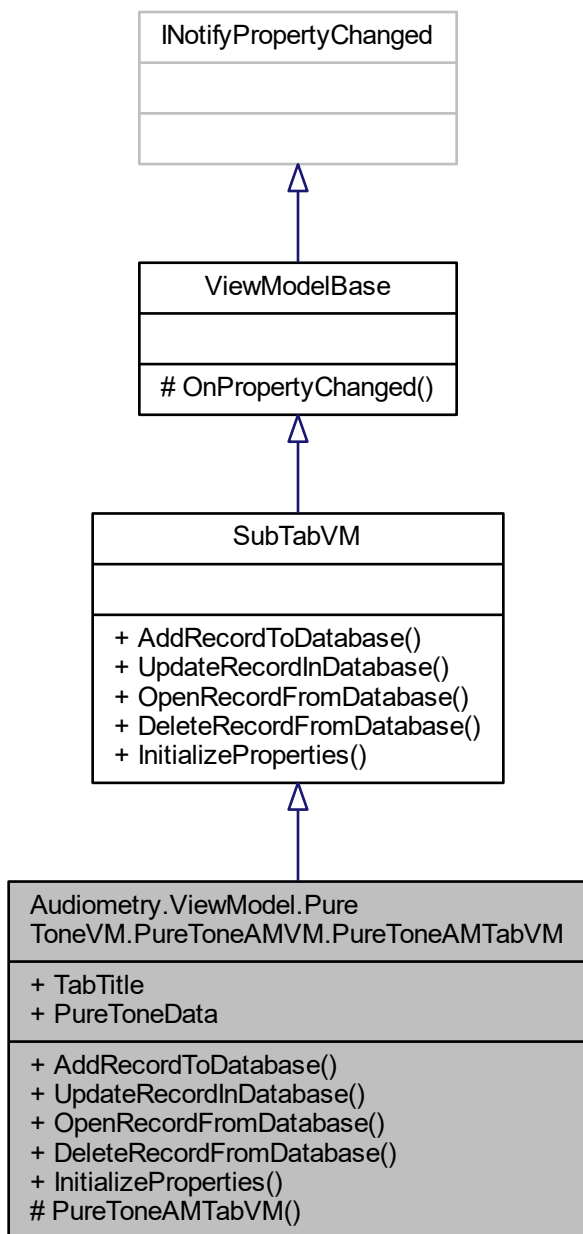 INotifyPropertyChanged
ViewModelBase
# OnPropertyChanged()
SubTabVM
+ AddRecordToDatabase()
+ UpdateRecordInDatabase()
+ OpenRecordFromDatabase()
+ DeleteRecordFromDatabase()
+ InitializeProperties()
Audiometry.ViewModel.Pure
ToneVM.PureToneAMVM.PureToneAMTabVM
+ TabTitle
+ PureToneData
+ AddRecordToDatabase()
+ UpdateRecordInDatabase()
+ OpenRecordFromDatabase()
+ DeleteRecordFromDatabase()
+ InitializeProperties()
# PureToneAMTabVM()